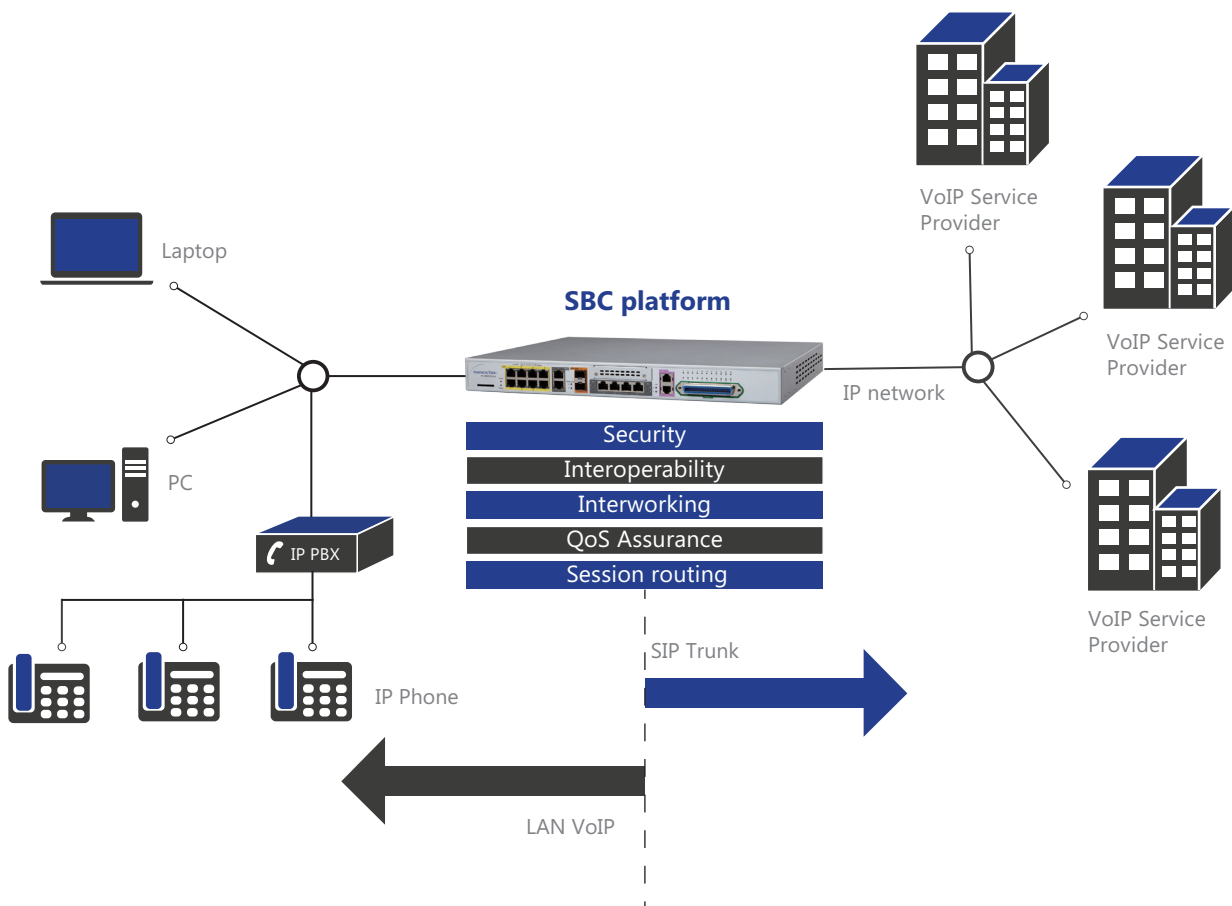 VoIP Service
Provider
Laptop
SBC platform
VoIP Service
Provider
IP network
Security
Interoperability
PC
Interworking
QoS Assurance
IP PBX
Session routing
VoIP Service
Provider
SIP Trunk
IP Phone
LAN VoIP